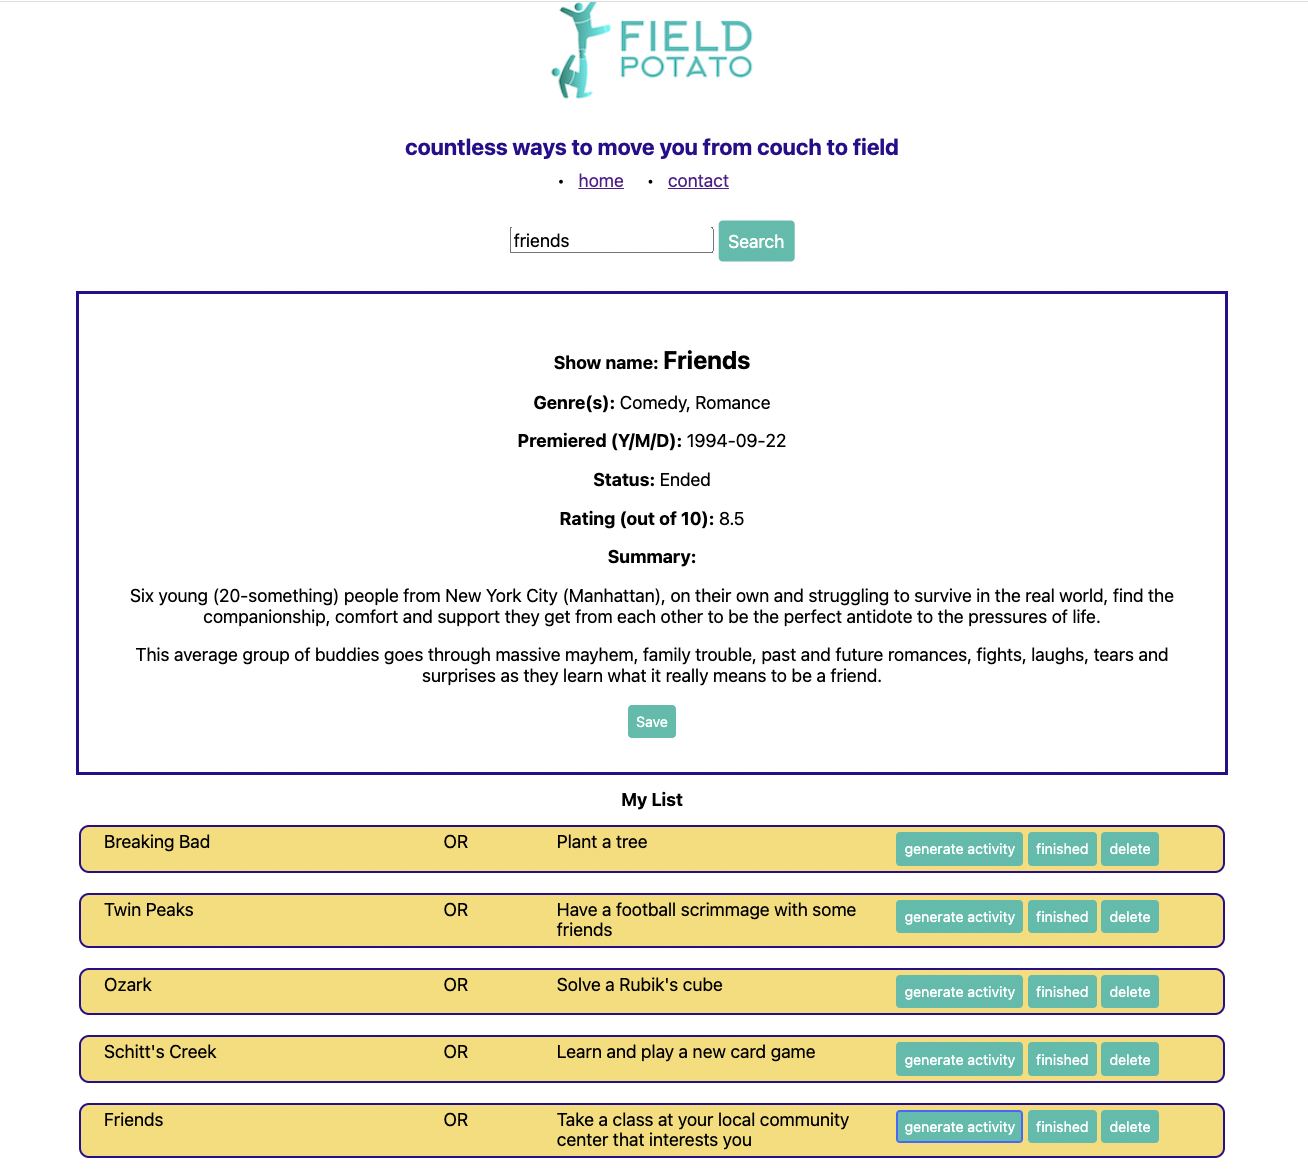 FIELD
POTATO
countless ways to move you from couch to field
• home • contact
friends Search
Show name: Friends
Genre(s): Comedy, Romance
Premiered (Y/M/D): 1994-09-22
Status: Ended
Rating (out of 10): 8.5
Summary:
Six young (20-something) people from New York City (Manhattan), on their own and struggling to survive in the real world, find the
companionship, comfort and support they get from each other to be the perfect antidote to the pressures of life.
This average group of buddies goes through massive mayhem, family trouble, past and future romances, fights, laughs, tears and
surprises as they learn what it really means to be a friend.
Save
My List
Breaking Bad OR Plant a tree generate activity finished delete
Twin Peaks OR Have a football scrimmage with some
friends generate activity finished delete
Ozark OR Solve a Rubik's cube generate activity finished delete
Schitt's Creek OR Learn and play a new card game generate activity finished delete
Friends OR Take a class at your local community
center that interests you generate activity finished delete